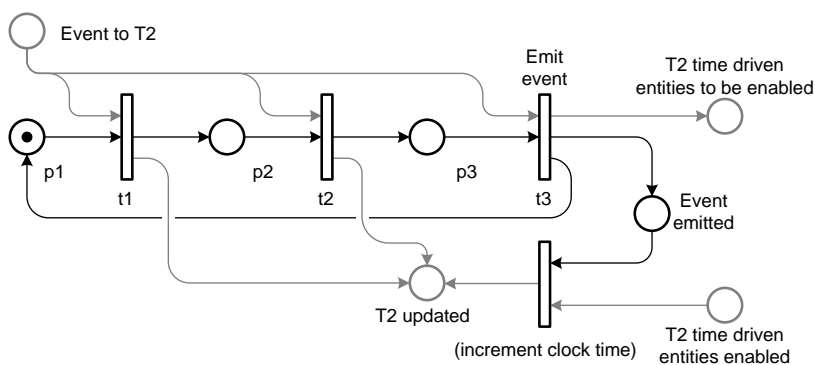 Event to T2
Emit
event
T2 time driven
entities to be enabled
p1
p2
p3
t1
t2
t3
Event
emitted
T2 updated
(increment clock time)
T2 time driven
entities enabled